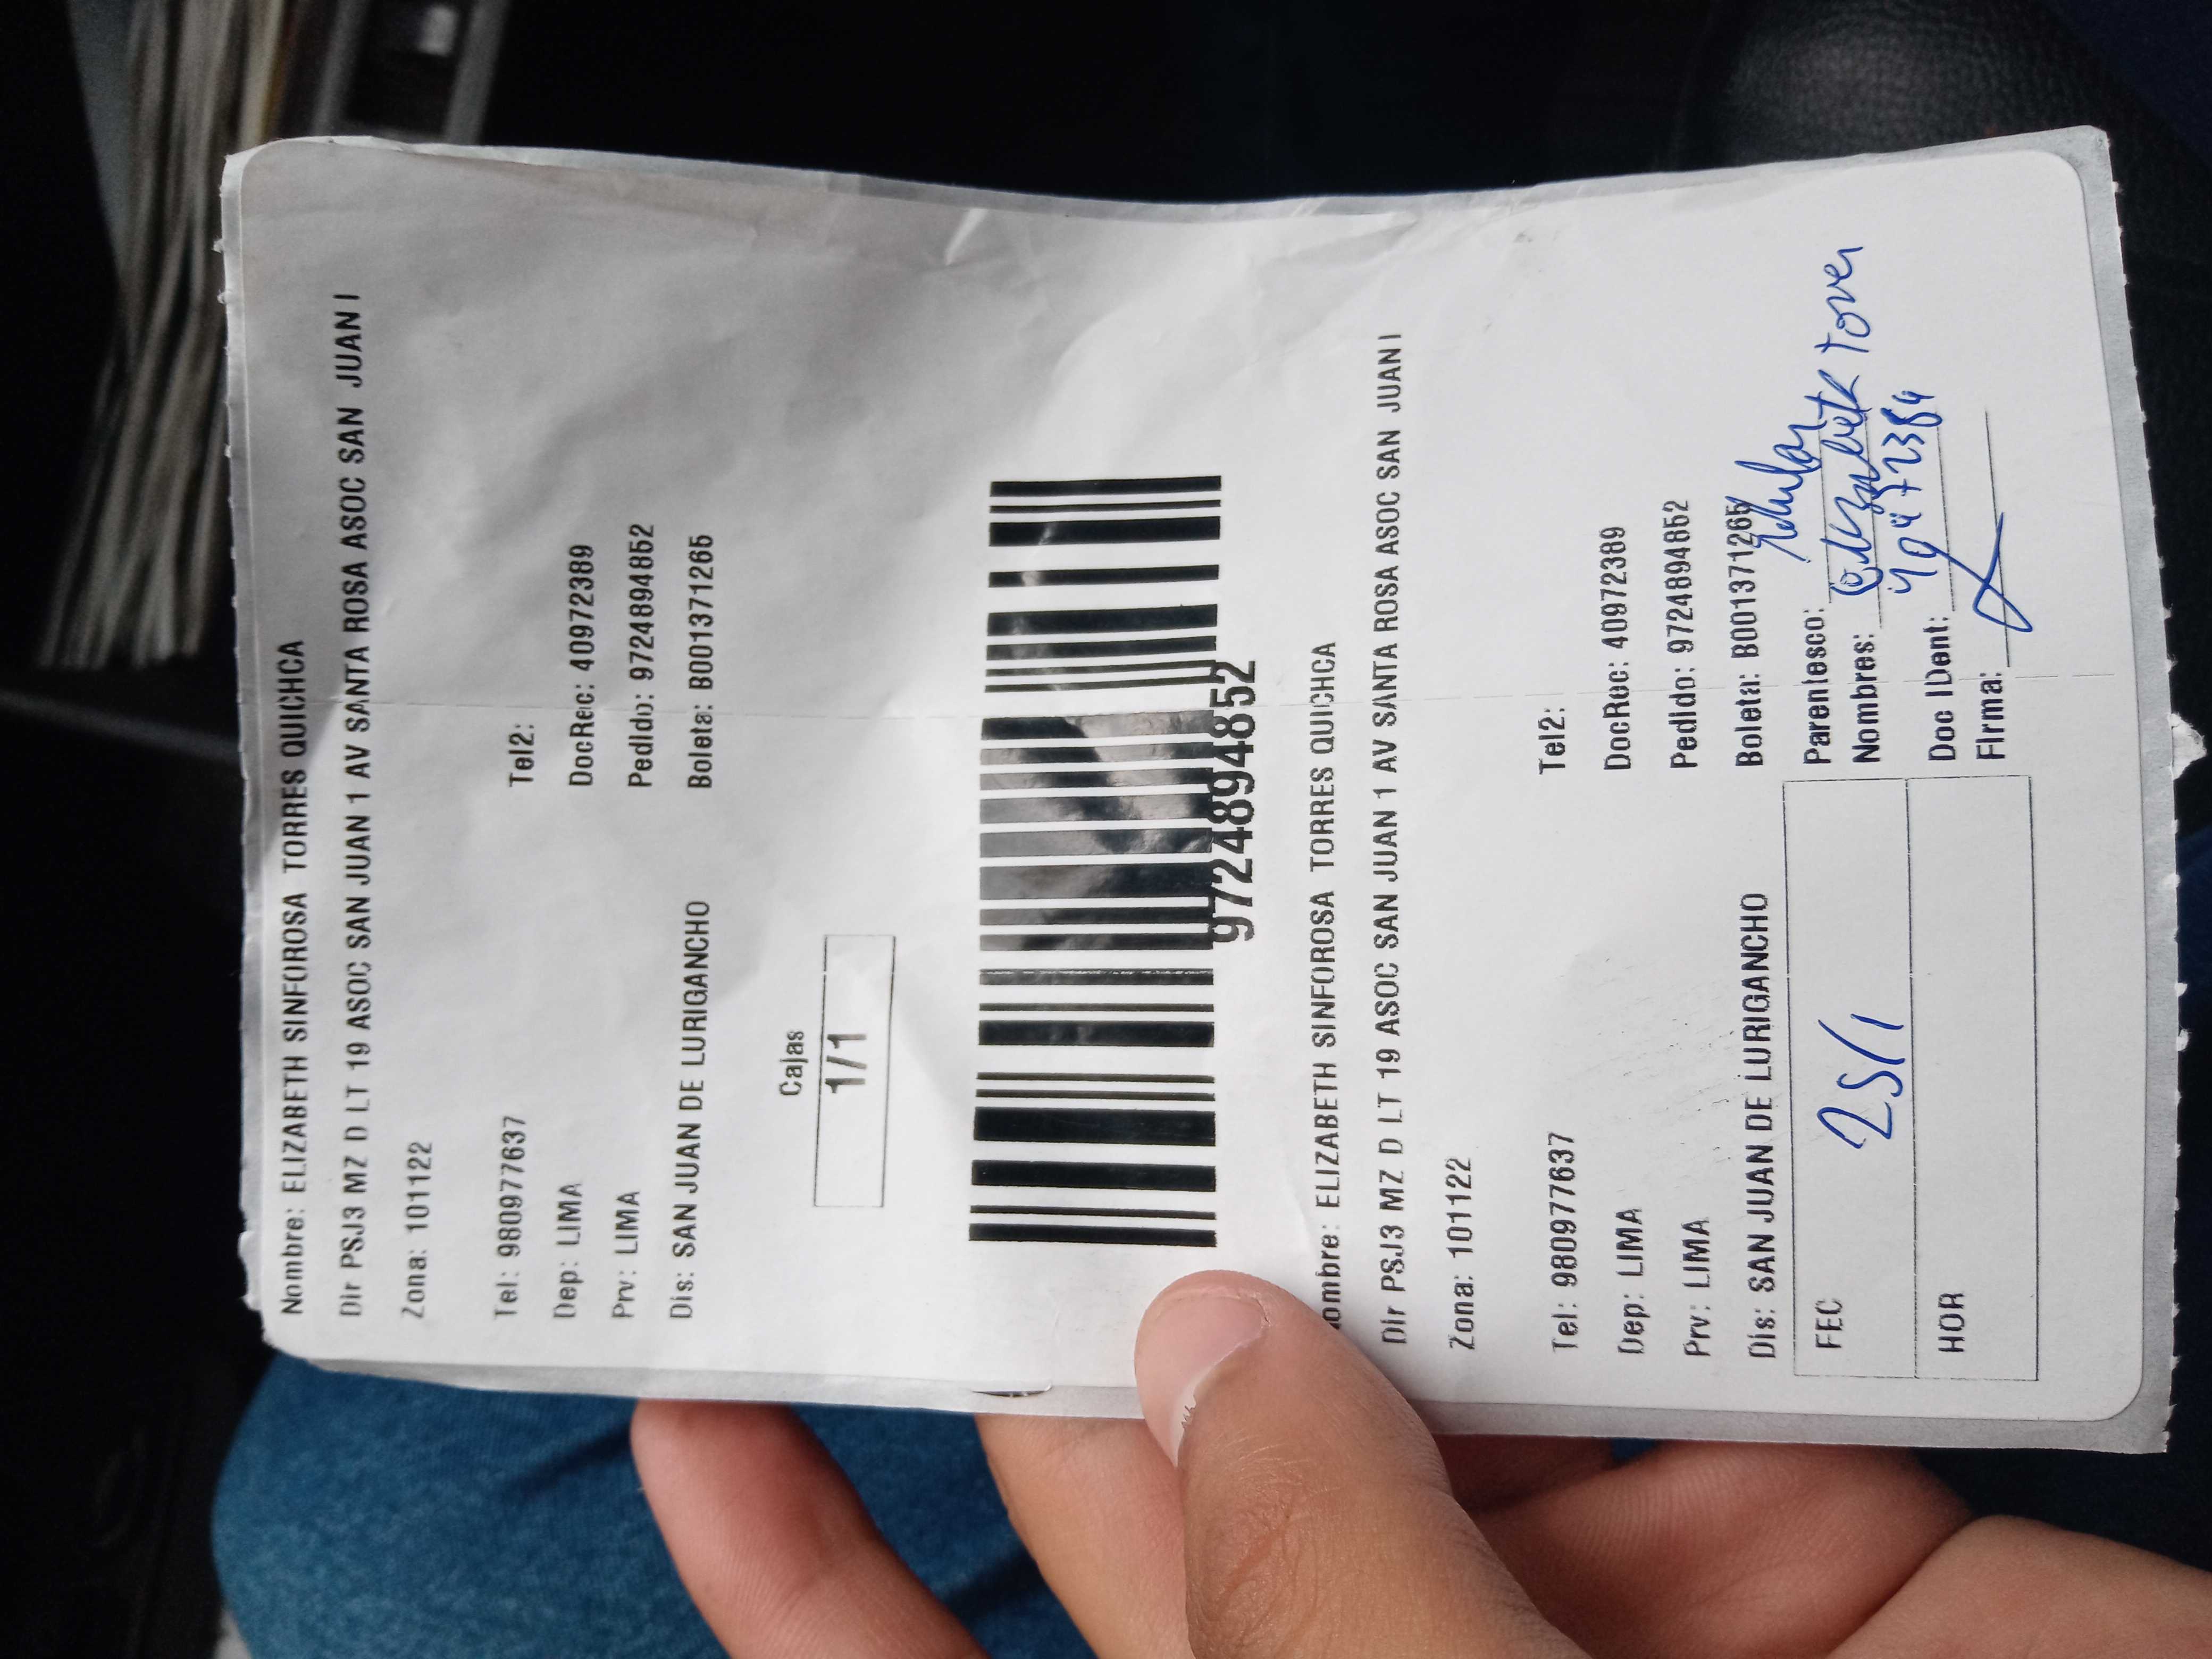 Nombre: ELIZABETH SINFOROSA TORRES QUICHCA
Dir PSJ3 MZ D LT 19 ASOC SAN JUAN 1 AV SANTA ROSA ASOC SAN JUAN I
Zona: 101122
Tel: 980977637 Tel2:
Dep: LIMA DocRec: 40972389
Prv: LIMA Pedido: 9724894852
Dis: SAN JUAN DE LURIGANCHO Boleta: B001371265
Cajas
1/1
9724894852
ombre: ELIZABETH SINFOROSA TORRES QUICHCA
Dir PSJ3 MZ D LT 19 ASOC SAN JUAN 1 AV SANTA ROSA ASOC SAN JUAN I
Zona: 101122
Tel: 980977637 Tel2:
Dep: LIMA DocRec: 40972389
Prv: LIMA Pedido: 9724894852
Dis: SAN JUAN DE LURIGANCHO Boleta: B001371265
FEC 25/1 Parentesco:
Nombres:
HOR Doc IDent:
Firma: